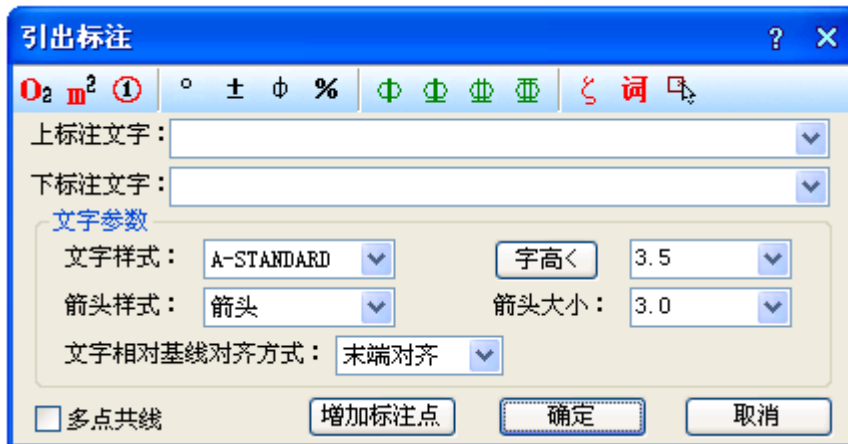 引出标注
O₂ m² ① ° ± ϕ % 词
上标注文字：
下标注文字：
文字参数
文字样式： A-STANDARD 字高< 3.5
箭头样式： 箭头 箭头大小： 3.0
文字相对基线对齐方式： 末端对齐
多点共线 增加标注点 确定 取消